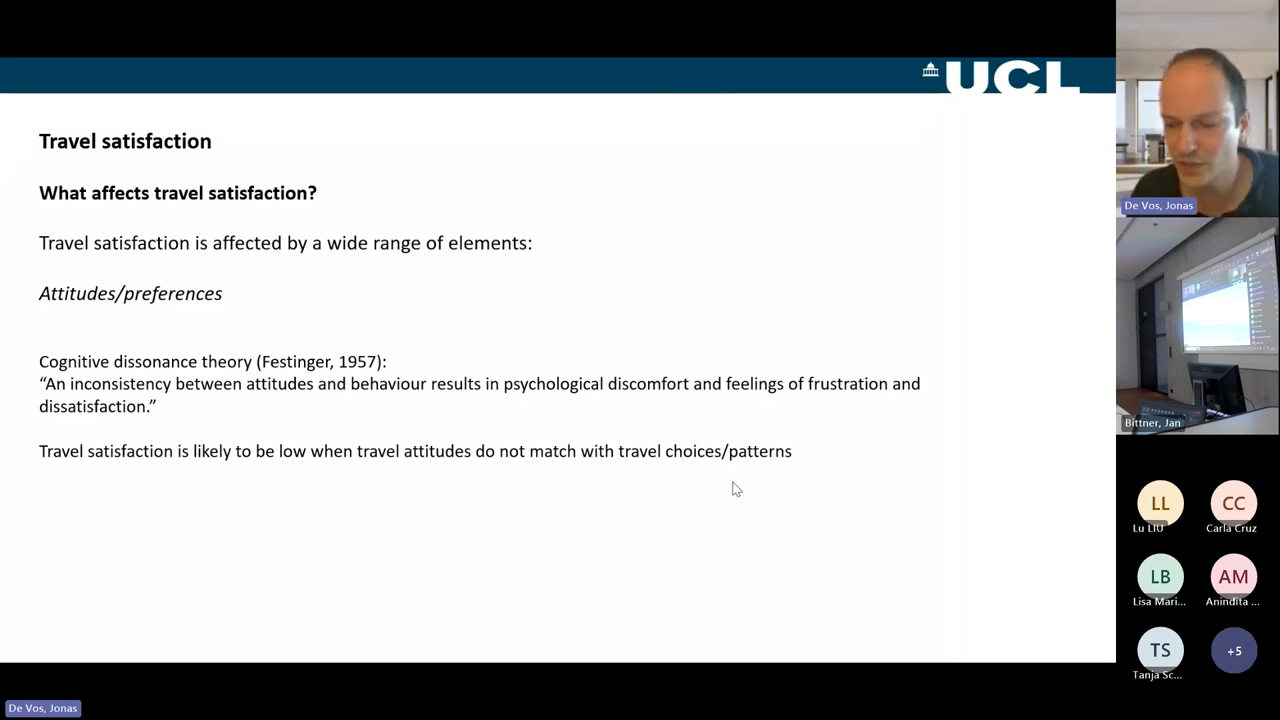 UCL
Travel satisfaction
What affects travel satisfaction?
Travel satisfaction is affected by a wide range of elements:
Attitudes/preferences
Cognitive dissonance theory (Festinger, 1957):
“An inconsistency between attitudes and behaviour results in psychological discomfort and feelings of frustration and
dissatisfaction.”
Travel satisfaction is likely to be low when travel attitudes do not match with travel choices/patterns
De Vos, Jonas
De Vos, Jonas
Bittner, Jan
LL
CC
Lu LIU
Carla Cruz
LB
AM
Lisa Mari...
Anindita ...
TS
+5
Tanja Sc...